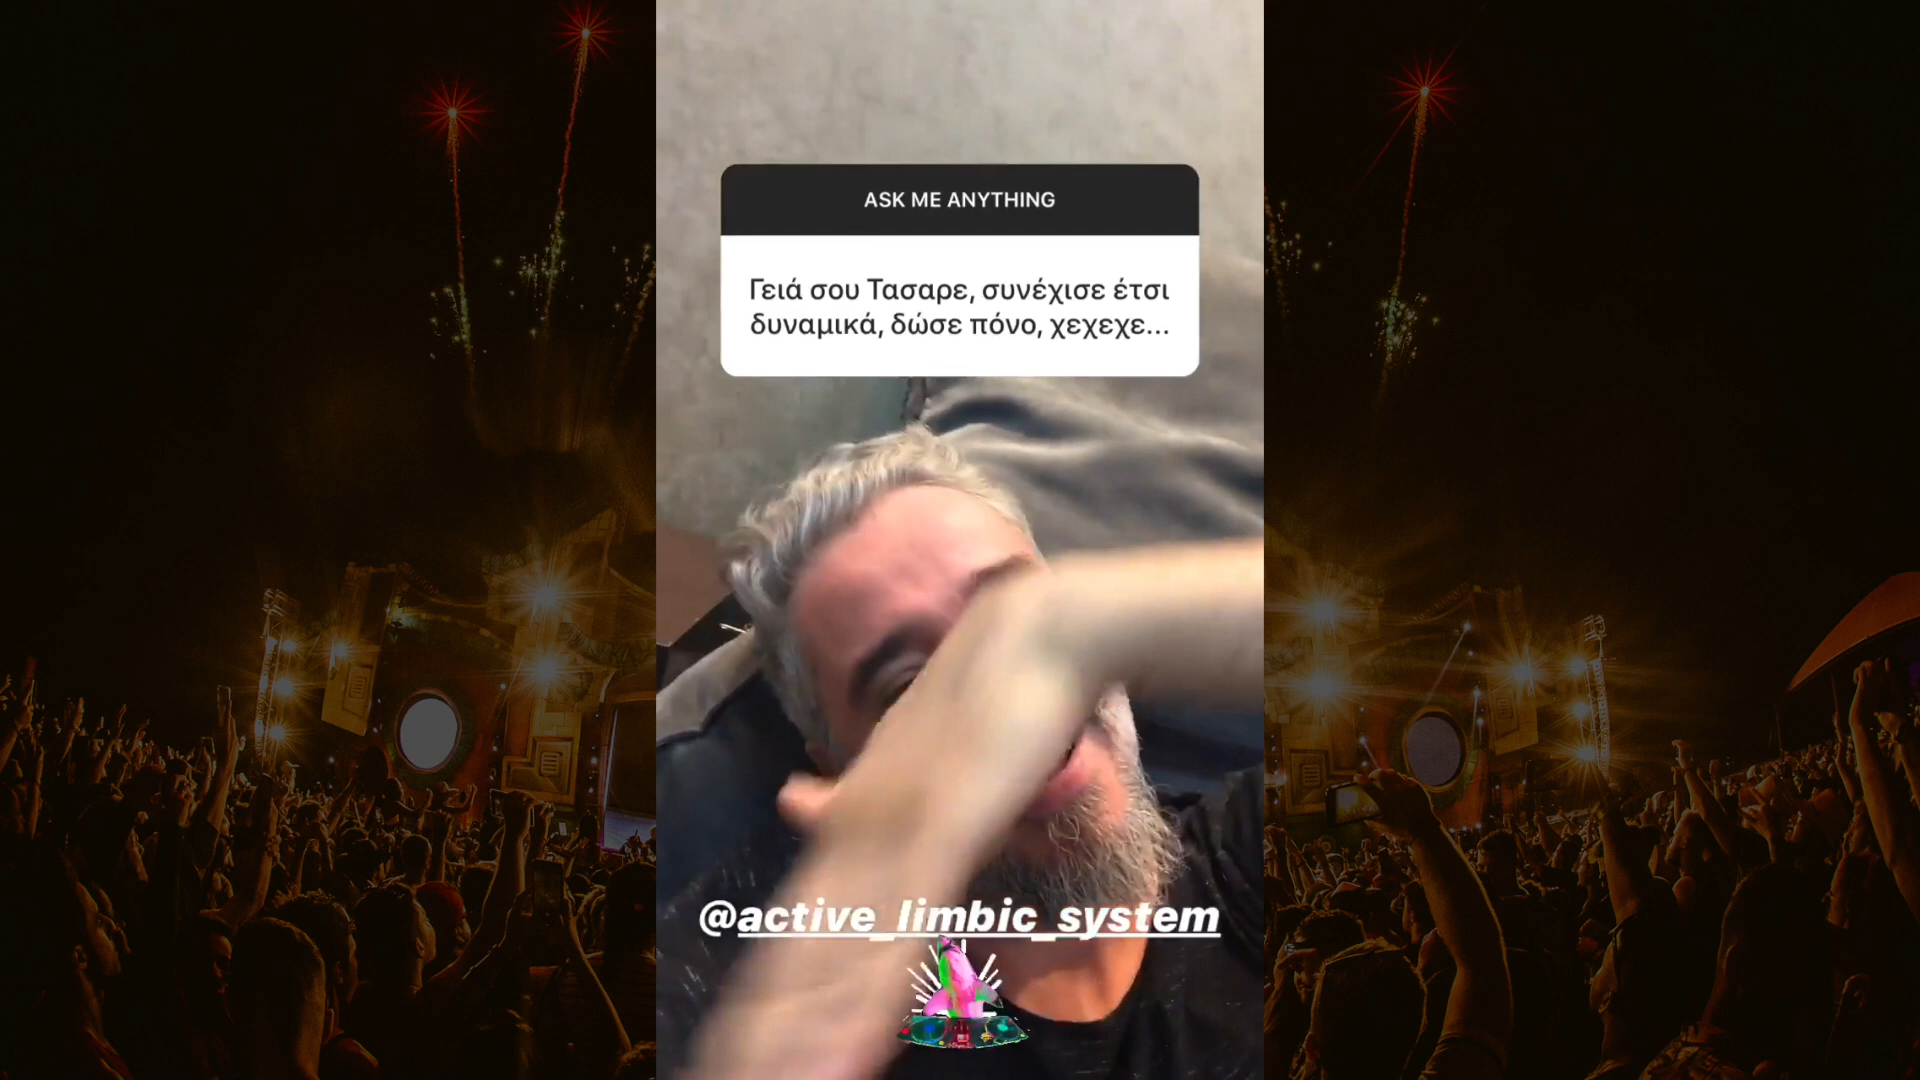 ASK ME ANYTHING
Γειά σου Τασαρε, συνέχισε έτσι
δυναμικά, δώσε πόνο, χεχεχε...
@active_limbic_system